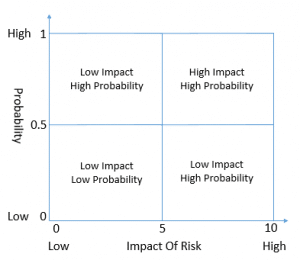 High 1
Low Impact
High Probability
High Impact
High Probability
Probability
0.5
Low Impact
Low Probability
Low Impact
High Probability
Low 0
0 5 10
Low Impact Of Risk High